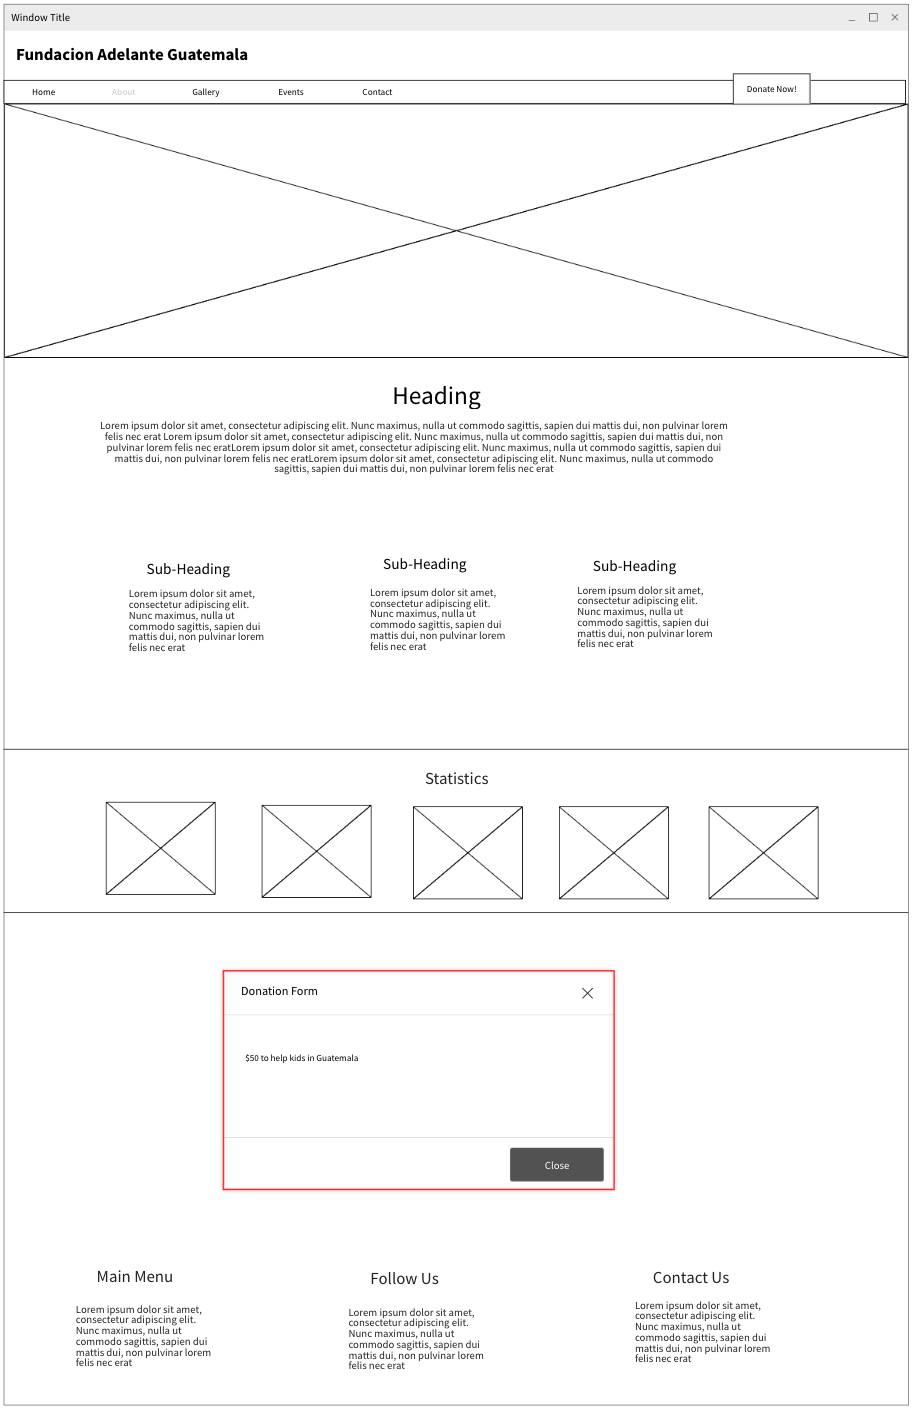 Window Title
Fundacion Adelante Guatemala
Home
About
Gallery
Events
Contact
Donate Now!
Heading
Lorem ipsum dolor sit amet, consectetur adipiscing elit. Nunc maximus, nulla ut commodo sagittis, sapien dui mattis dui, non pulvinar lorem
felis nec erat Lorem ipsum dolor sit amet, consectetur adipiscing elit. Nunc maximus, nulla ut commodo sagittis, sapien dui mattis dui, non
pulvinar lorem felis nec eratLorem ipsum dolor sit amet, consectetur adipiscing elit. Nunc maximus, nulla ut commodo sagittis, sapien dui
mattis dui, non pulvinar lorem felis nec eratLorem ipsum dolor sit amet, consectetur adipiscing elit. Nunc maximus, nulla ut commodo
sagittis, sapien dui mattis dui, non pulvinar lorem felis nec erat
Sub-Heading
Lorem ipsum dolor sit amet,
consectetur adipiscing elit.
Nunc maximus, nulla ut
commodo sagittis, sapien dui
mattis dui, non pulvinar lorem
felis nec erat
Sub-Heading
Lorem ipsum dolor sit amet,
consectetur adipiscing elit.
Nunc maximus, nulla ut
commodo sagittis, sapien dui
mattis dui, non pulvinar lorem
felis nec erat
Sub-Heading
Lorem ipsum dolor sit amet,
consectetur adipiscing elit.
Nunc maximus, nulla ut
commodo sagittis, sapien dui
mattis dui, non pulvinar lorem
felis nec erat
Statistics
Donation Form
$50 to help kids in Guatemala
Close
Main Menu
Lorem ipsum dolor sit amet,
consectetur adipiscing elit.
Nunc maximus, nulla ut
commodo sagittis, sapien dui
mattis dui, non pulvinar lorem
felis nec erat
Follow Us
Lorem ipsum dolor sit amet,
consectetur adipiscing elit.
Nunc maximus, nulla ut
commodo sagittis, sapien dui
mattis dui, non pulvinar lorem
felis nec erat
Contact Us
Lorem ipsum dolor sit amet,
consectetur adipiscing elit.
Nunc maximus, nulla ut
commodo sagittis, sapien dui
mattis dui, non pulvinar lorem
felis nec erat